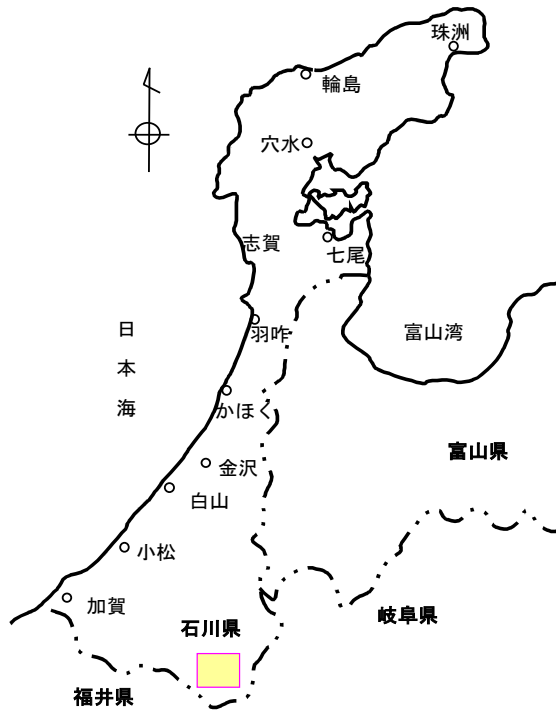 珠洲
輪島
穴水
志賀
七尾
羽咋
富山湾
日本海
かほく
富山県
金沢
白山
小松
加賀
岐阜県
石川県
福井県